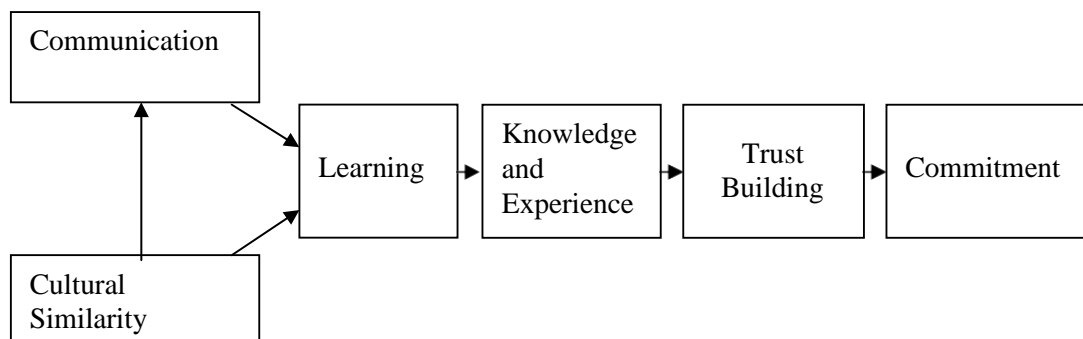 Communication
Cultural
Similarity
Learning
Knowledge
and
Experience
Trust
Building
Commitment